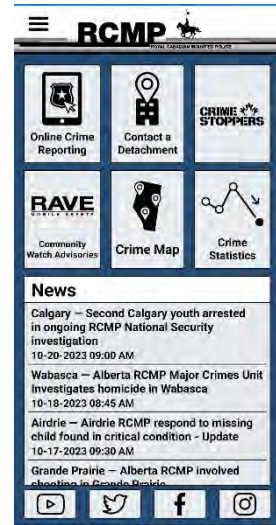 RCMP
ROYAL CANADIAN MOUNTED POLICE
Online Crime
Reporting
Contact a
Detachment
CRIME
STOPPERS
RAVE
MOBILE SAFETY
Community
Watch Advisories
Crime Map
Crime
Statistics
News
Calgary — Second Calgary youth arrested
in ongoing RCMP National Security
investigation
10-20-2023 09:00 AM
Wabasca — Alberta RCMP Major Crimes Unit
Investigates homicide in Wabasca
10-18-2023 08:45 AM
Airdrie — Airdrie RCMP respond to missing
child found in critical condition - Update
10-17-2023 09:30 AM
Grande Prairie — Alberta RCMP involved
shooting in Grande Prairie